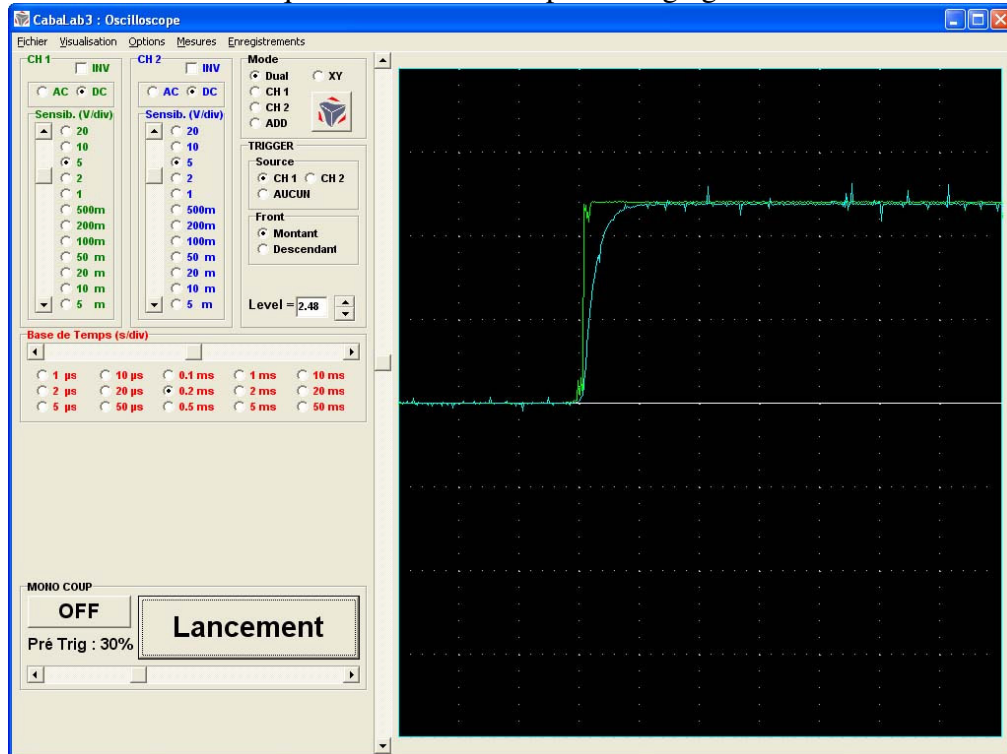 CabaLab3 : Oscilloscope
Fichier Visualisation Options Mesures Enregistrements
CH 1
INV
AC DC
Sensib. (V/div)
20
10
5
2
1
500m
200m
100m
50 m
20 m
10 m
5 m
CH 2
INV
AC DC
Sensib. (V/div)
20
10
5
2
1
500m
200m
100m
50 m
20 m
10 m
5 m
Mode
Dual XY
CH 1
CH 2
ADD
TRIGGER
Source
CH 1 CH 2
AUCUN
Front
Montant
Descendant
Level = 2.48
Base de Temps (s/div)
1 µs 10 µs 0.1 ms 1 ms 10 ms
2 µs 20 µs 0.2 ms 2 ms 20 ms
5 µs 50 µs 0.5 ms 5 ms 50 ms
MONO COUP
OFF
Lancement
Pré Trig : 30%